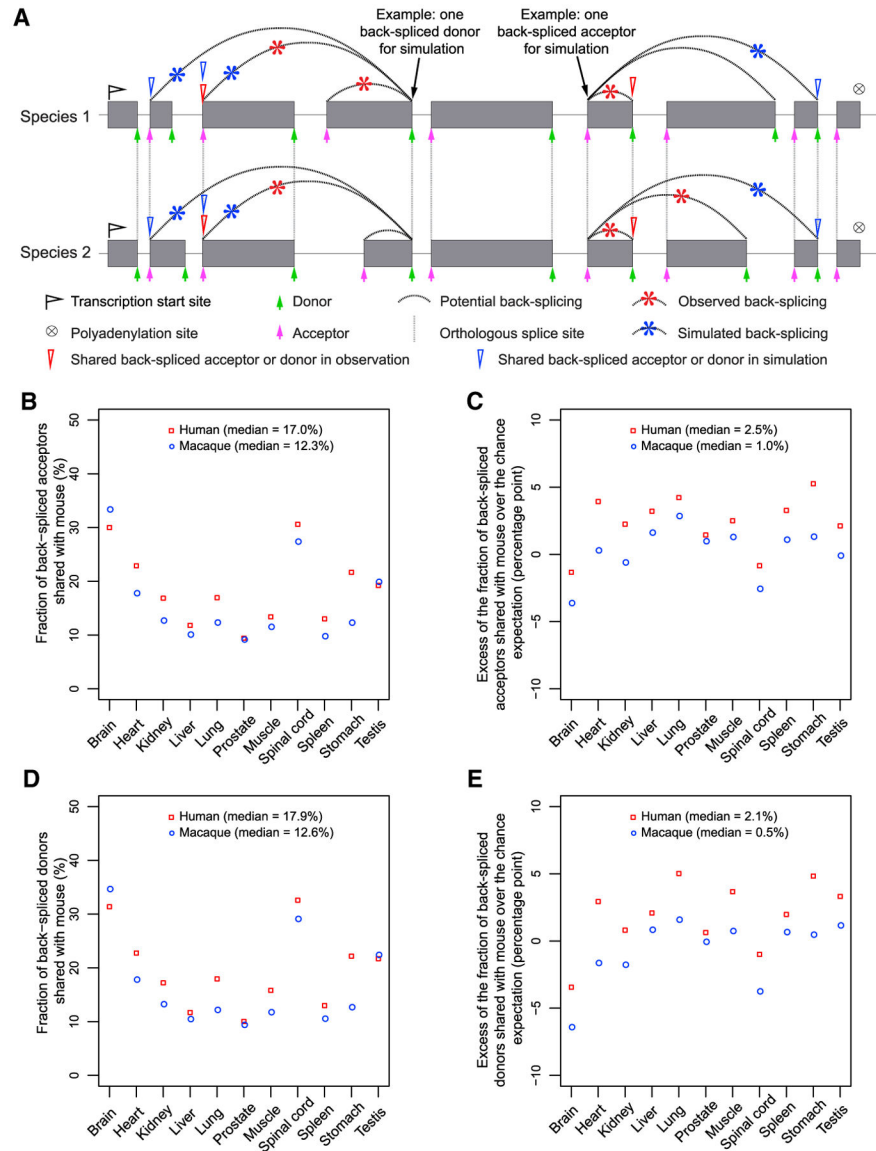 A
Example: one
back-spliced donor
for simulation
Example: one
back-spliced acceptor
for simulation
Species 1
Species 2
Transcription start site
Donor
Potential back-splicing
Observed back-splicing
Polyadenylation site
Acceptor
Orthologous splice site
Simulated back-splicing
Shared back-spliced acceptor or donor in observation
Shared back-spliced acceptor or donor in simulation
B
Fraction of back−spliced acceptors
shared with mouse (%)
50
40
30
20
10
0
Human (median = 17.0%)
Macaque (median = 12.3%)
Brain
Heart
Kidney
Liver
Lung
Prostate
Muscle
Spinal cord
Spleen
Stomach
Testis
C
Excess of the fraction of back−spliced
acceptors shared with mouse over the chance
expectation (percentage point)
10
5
0
−5
−10
Human (median = 2.5%)
Macaque (median = 1.0%)
Brain
Heart
Kidney
Liver
Lung
Prostate
Muscle
Spinal cord
Spleen
Stomach
Testis
D
Fraction of back−spliced donors
shared with mouse (%)
50
40
30
20
10
0
Human (median = 17.9%)
Macaque (median = 12.6%)
Brain
Heart
Kidney
Liver
Lung
Prostate
Muscle
Spinal cord
Spleen
Stomach
Testis
E
Excess of the fraction of back−spliced
donors shared with mouse over the chance
expectation (percentage point)
10
5
0
−5
−10
Human (median = 2.1%)
Macaque (median = 0.5%)
Brain
Heart
Kidney
Liver
Lung
Prostate
Muscle
Spinal cord
Spleen
Stomach
Testis